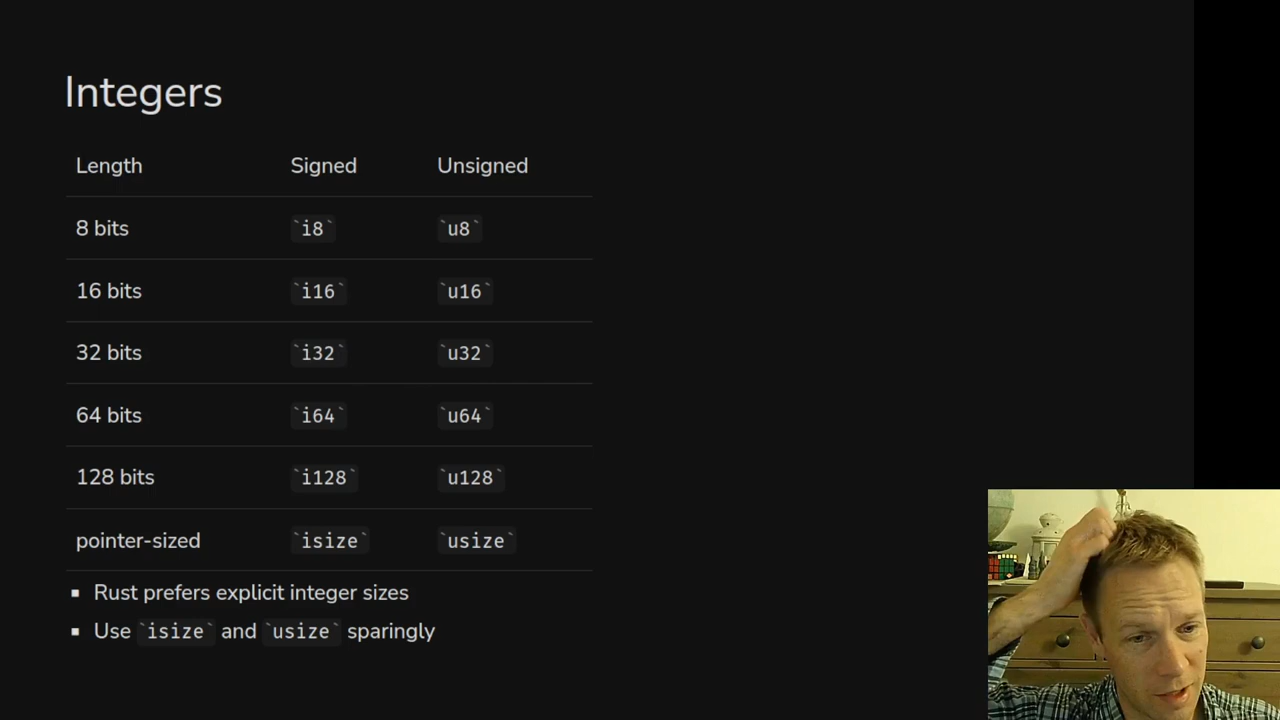 Integers
Length Signed Unsigned
8 bits `i8` `u8`
16 bits `i16` `u16`
32 bits `i32` `u32`
64 bits `i64` `u64`
128 bits `i128` `u128`
pointer-sized `isize` `usize`
▪ Rust prefers explicit integer sizes
▪ Use `isize` and `usize` sparingly